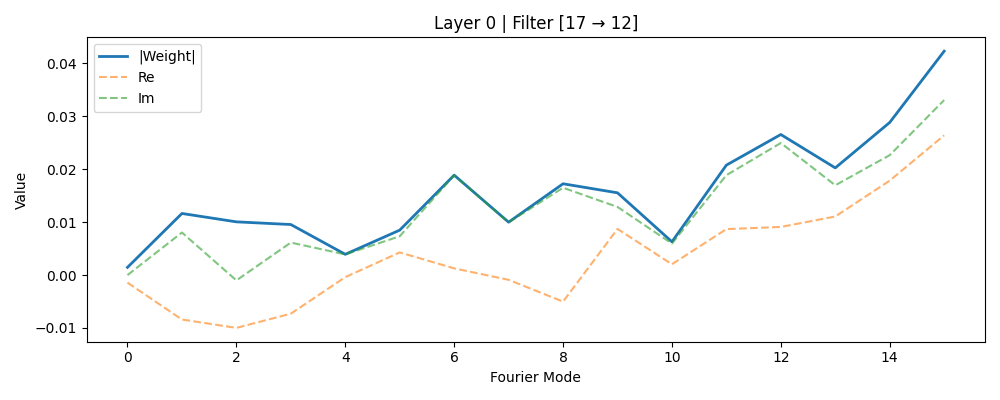 Layer 0 | Filter [17 → 12]
|Weight|
Re
Im
Value
0.04
0.03
0.02
0.01
0.00
−0.01
0 2 4 6 8 10 12 14
Fourier Mode